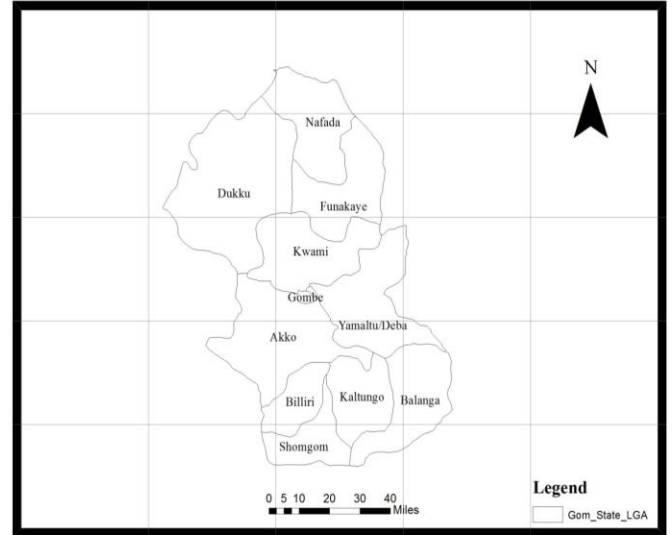 N
Nafada
Dukku
Funakaye
Kwami
Gombe
Yamaltu/Deba
Akko
Billiri
Kaltungo
Balanga
Shomgom
0 5 10 20 30 40
Miles
Legend
Gom_State_LGA